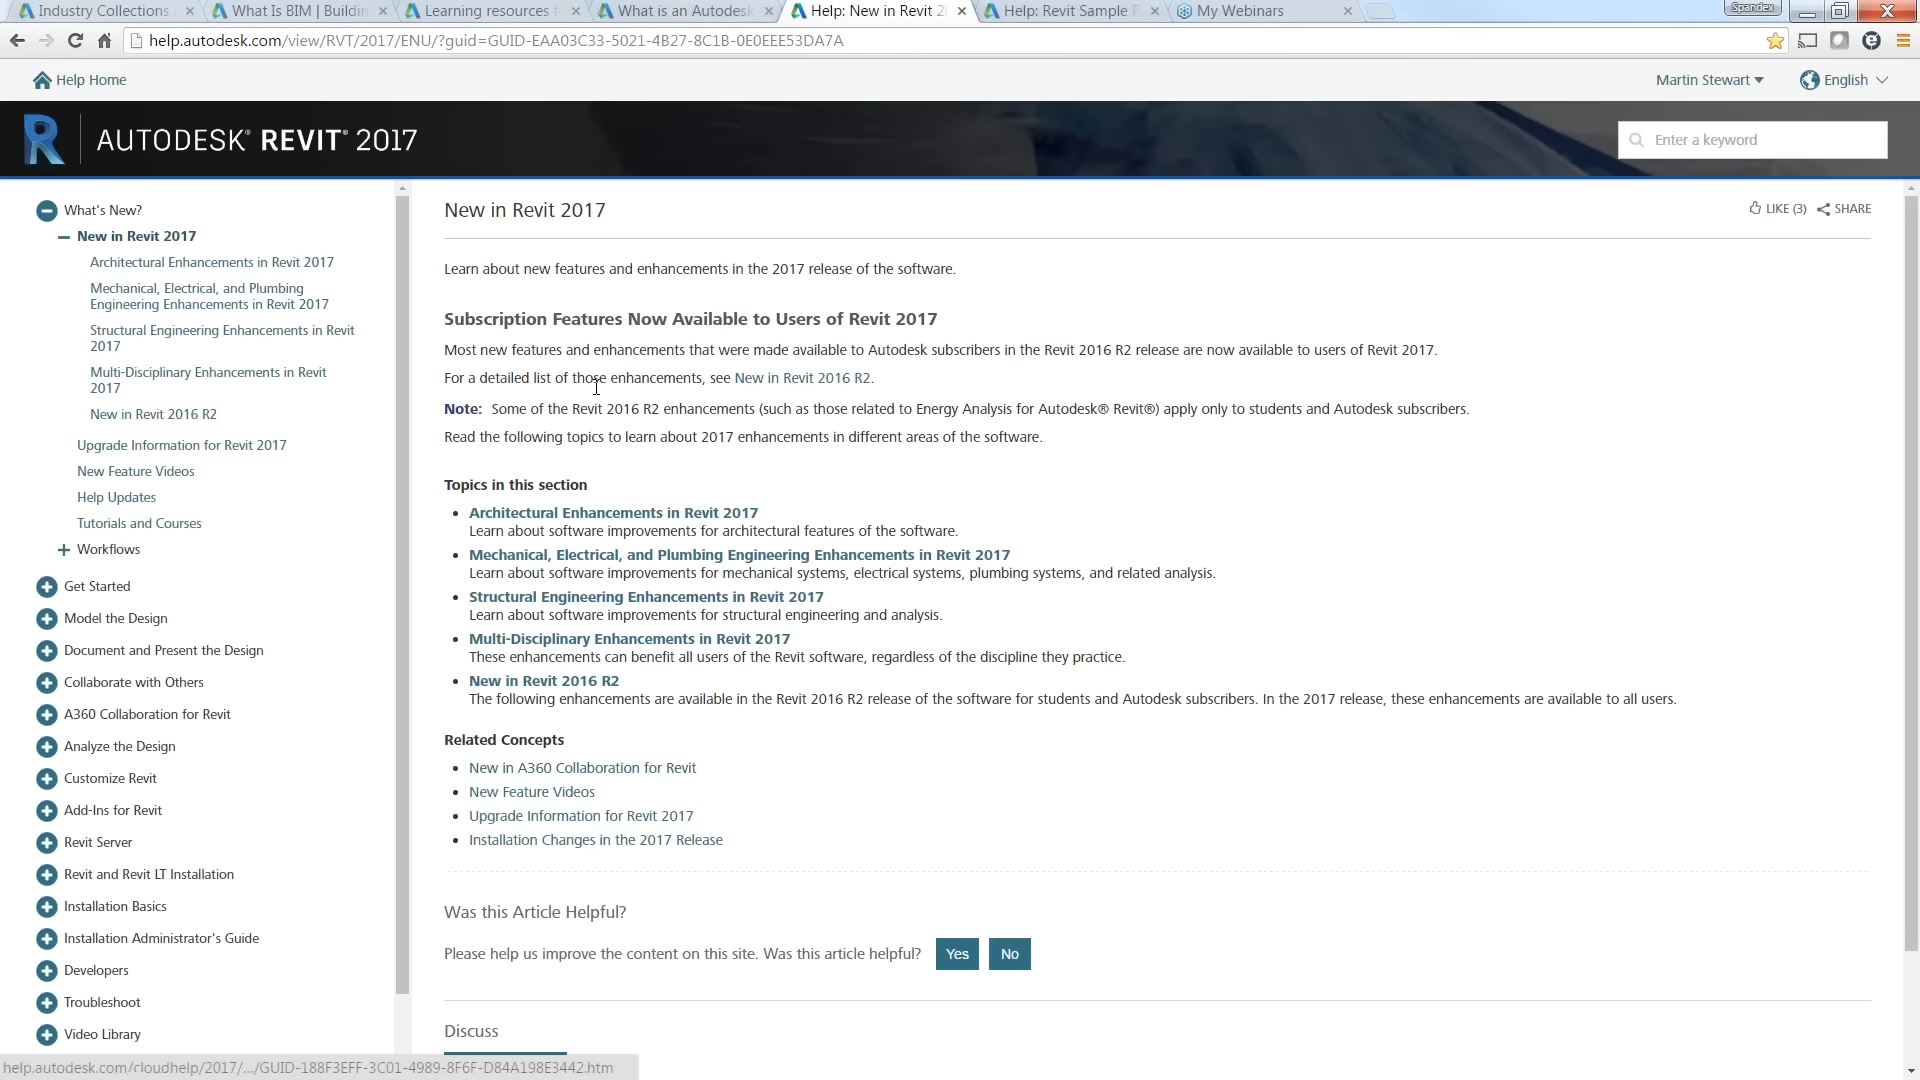 Industry Collections
What Is BIM | Buildin
Learning resources f
What is an Autodesk
Help: New in Revit 2
Help: Revit Sample P
My Webinars
Spandex
help.autodesk.com/view/RVT/2017/ENU/?guid=GUID-EAA03C33-5021-4B27-8C1B-0E0EEE53DA7A
Help Home
Martin Stewart
English
AUTODESK® REVIT® 2017
Enter a keyword
What's New?
New in Revit 2017
Architectural Enhancements in Revit 2017
Mechanical, Electrical, and Plumbing
Engineering Enhancements in Revit 2017
Structural Engineering Enhancements in Revit
2017
Multi-Disciplinary Enhancements in Revit
2017
New in Revit 2016 R2
Upgrade Information for Revit 2017
New Feature Videos
Help Updates
Tutorials and Courses
Workflows
Get Started
Model the Design
Document and Present the Design
Collaborate with Others
A360 Collaboration for Revit
Analyze the Design
Customize Revit
Add-Ins for Revit
Revit Server
Revit and Revit LT Installation
Installation Basics
Installation Administrator's Guide
Developers
Troubleshoot
Video Library
New in Revit 2017
LIKE (3)
SHARE
Learn about new features and enhancements in the 2017 release of the software.
Subscription Features Now Available to Users of Revit 2017
Most new features and enhancements that were made available to Autodesk subscribers in the Revit 2016 R2 release are now available to users of Revit 2017.
For a detailed list of those enhancements, see New in Revit 2016 R2.
Note: Some of the Revit 2016 R2 enhancements (such as those related to Energy Analysis for Autodesk® Revit®) apply only to students and Autodesk subscribers.
Read the following topics to learn about 2017 enhancements in different areas of the software.
Topics in this section
• Architectural Enhancements in Revit 2017
Learn about software improvements for architectural features of the software.
• Mechanical, Electrical, and Plumbing Engineering Enhancements in Revit 2017
Learn about software improvements for mechanical systems, electrical systems, plumbing systems, and related analysis.
• Structural Engineering Enhancements in Revit 2017
Learn about software improvements for structural engineering and analysis.
• Multi-Disciplinary Enhancements in Revit 2017
These enhancements can benefit all users of the Revit software, regardless of the discipline they practice.
• New in Revit 2016 R2
The following enhancements are available in the Revit 2016 R2 release of the software for students and Autodesk subscribers. In the 2017 release, these enhancements are available to all users.
Related Concepts
• New in A360 Collaboration for Revit
• New Feature Videos
• Upgrade Information for Revit 2017
• Installation Changes in the 2017 Release
Was this Article Helpful?
Please help us improve the content on this site. Was this article helpful?
Yes
No
Discuss
help.autodesk.com/cloudhelp/2017/.../GUID-188F3EFF-3C01-4989-8F6F-D84A198E3442.htm